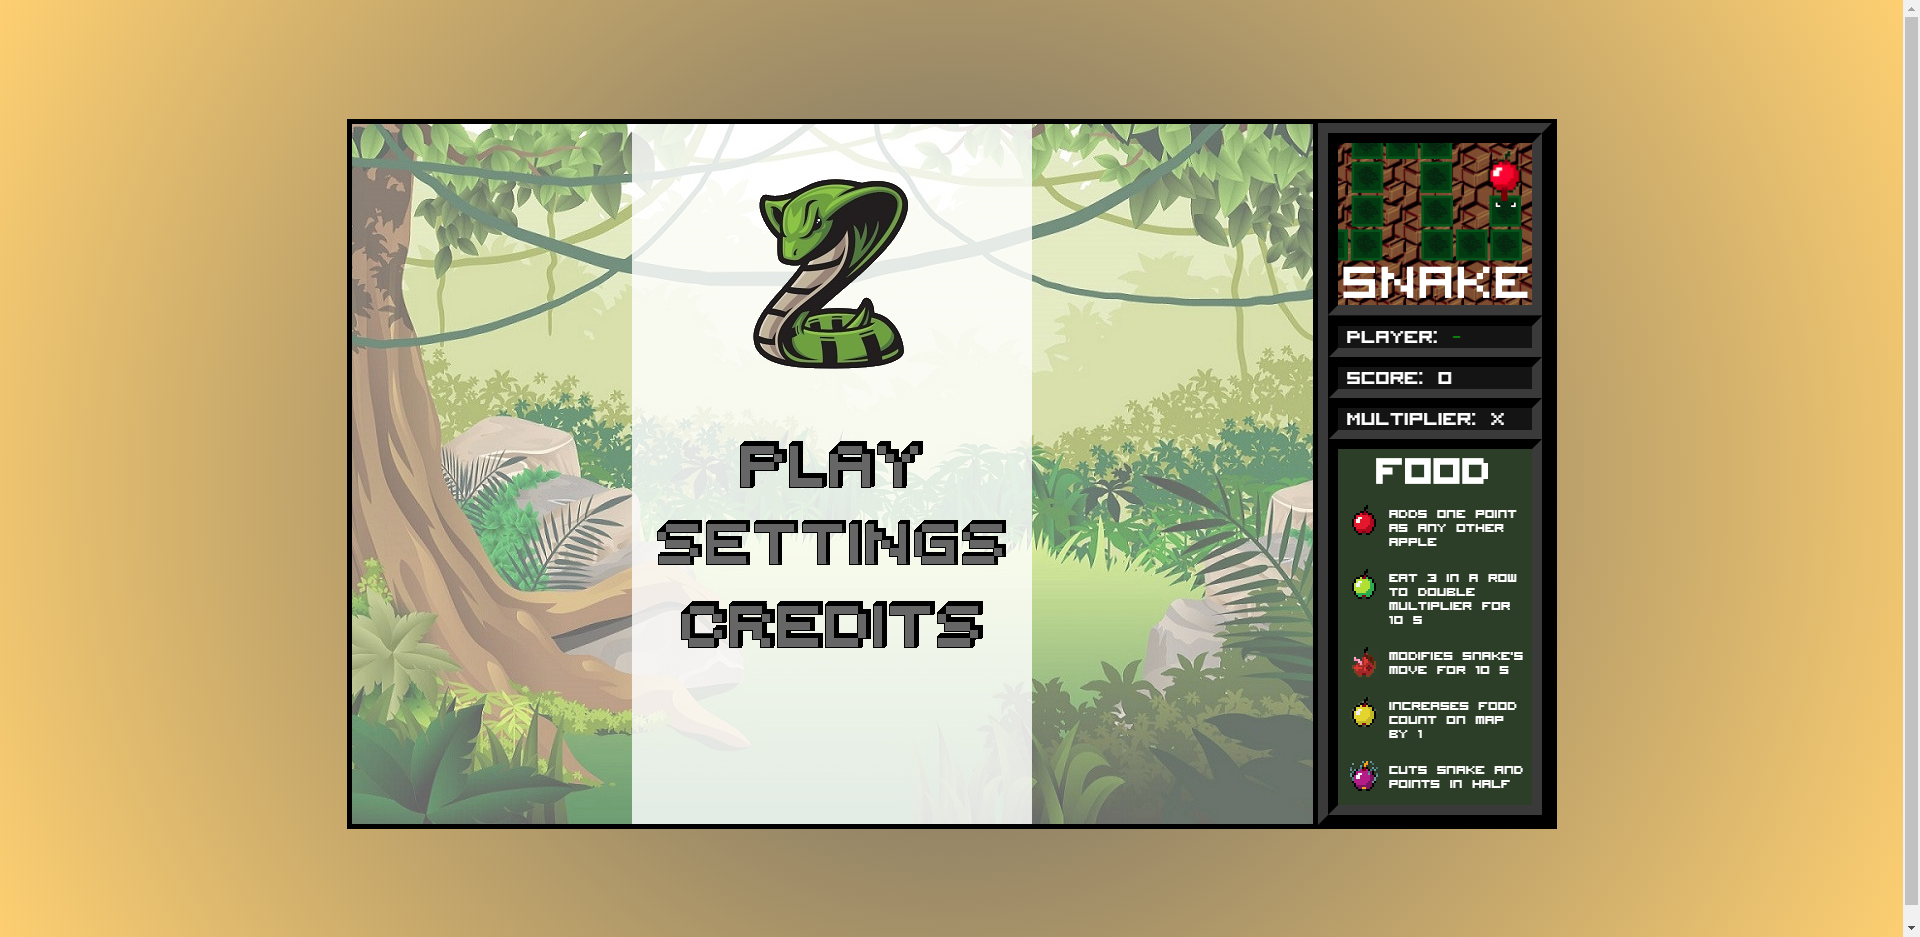 PLAY
SETTINGS
CREDITS
SNAKE
PLAYER: -
SCORE: 0
MULTIPLIER: X
FOOD
ADDS ONE POINT
AS ANY OTHER
APPLE
EAT 3 IN A ROW
TO DOUBLE
MULTIPLIER FOR
10 S
MODIFIES SNAKE'S
MOVE FOR 10 S
INCREASES FOOD
COUNT ON MAP
BY 1
CUTS SNAKE AND
POINTS IN HALF